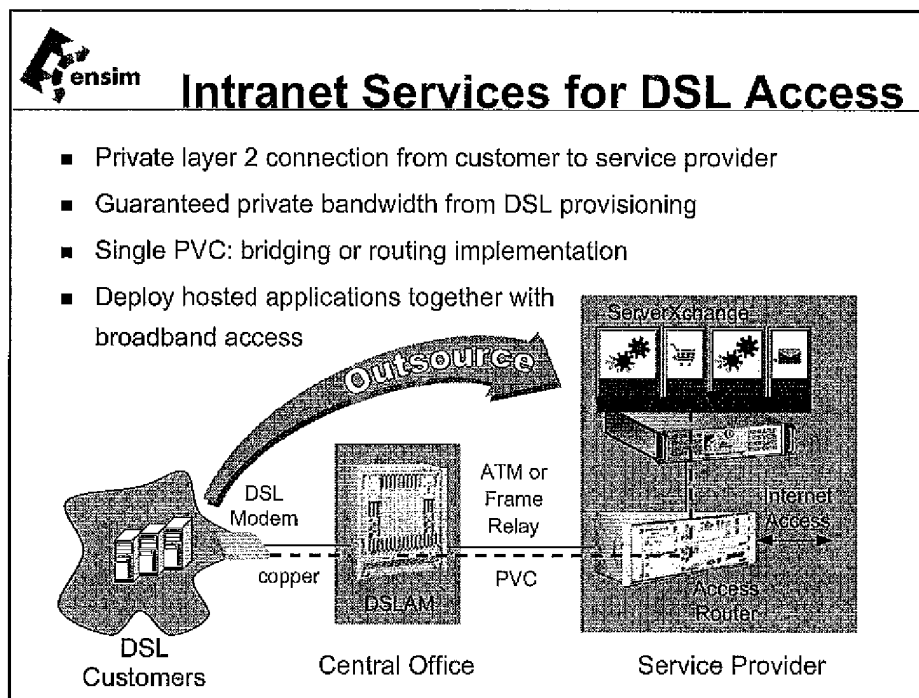 ensim
Intranet Services for DSL Access
Private layer 2 connection from customer to service provider
Guaranteed private bandwidth from DSL provisioning
Single PVC: bridging or routing implementation
Deploy hosted applications together with
broadband access
ServerXchange
Outsource
DSL
Modem
copper
DSLAM
ATM or
Frame
Relay
PVC
Internet
Access
Access
Router
DSL
Customers
Central Office
Service Provider